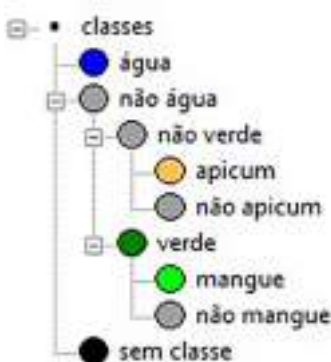 classes
água
não água
não verde
apicum
não apicum
verde
mangue
não mangue
sem classe